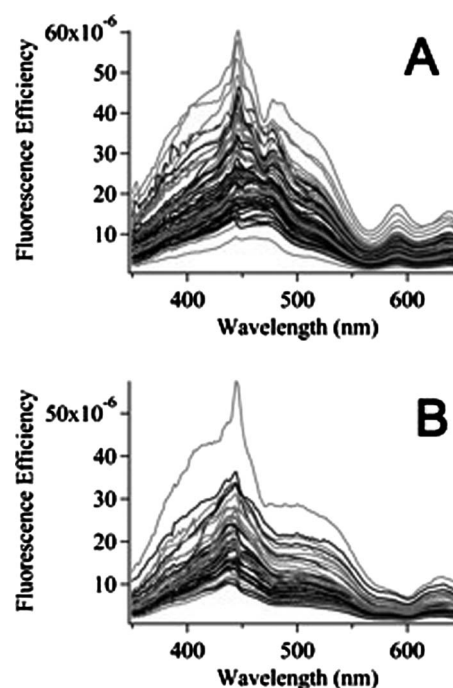 60x10-6
A
50
40
30
20
10
Fluorescence Efficiency
400 500 600
Wavelength (nm)
50x10-6
B
40
30
20
10
Fluorescence Efficiency
400 500 600
Wavelength (nm)